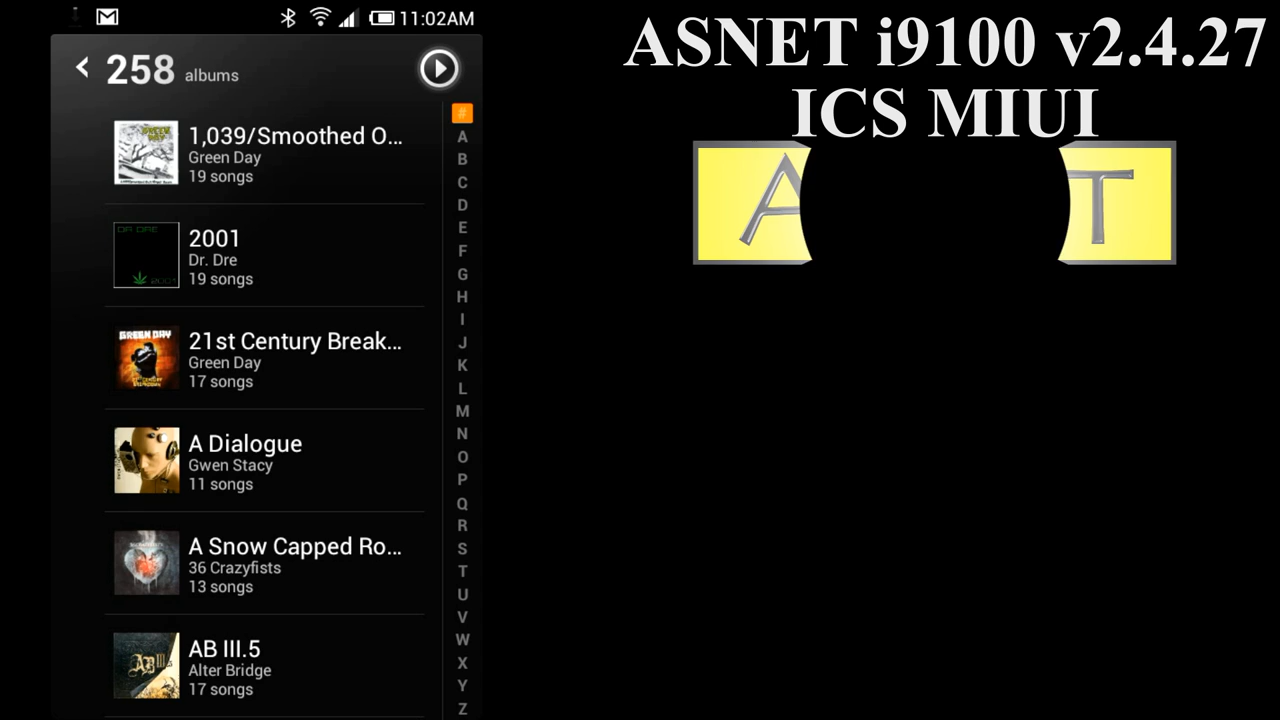 11:02AM
258 albums
1,039/Smoothed O...
Green Day
19 songs
2001
Dr. Dre
19 songs
21st Century Break...
Green Day
17 songs
A Dialogue
Gwen Stacy
11 songs
A Snow Capped Ro...
36 Crazyfists
13 songs
AB III.5
Alter Bridge
17 songs
#
A
B
C
D
E
F
G
H
I
J
K
L
M
N
O
P
Q
R
S
T
U
V
W
X
Y
Z
ASNET i9100 v2.4.27
ICS MIUI
A T